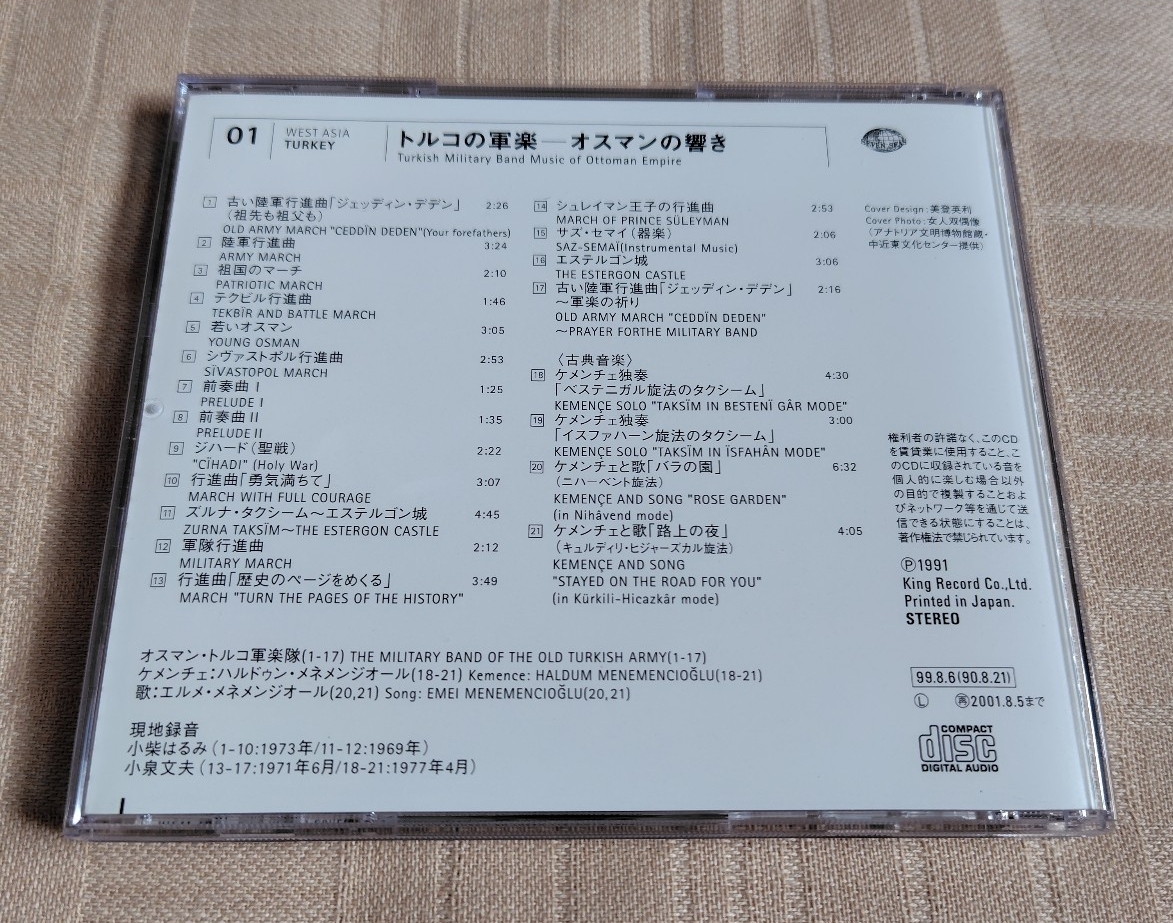 01 WEST ASIA トルコの軍楽―オスマンの響き
TURKEY
Turkish Military Band Music of Ottoman Empire
SEVEN SEAS
1 古い陸軍行進曲「ジェッディン・デデン」 2:26
(祖先も祖父も)
OLD ARMY MARCH "CEDDÏN DEDEN"(Your forefathers)
2 陸軍行進曲 3:24
ARMY MARCH
3 祖国のマーチ 2:10
PATRIOTIC MARCH
4 テクビル行進曲 1:46
TEKBÏR AND BATTLE MARCH
5 若いオスマン 3:05
YOUNG OSMAN
6 シヴァストポル行進曲 2:53
SÏVASTOPOL MARCH
7 前奏曲 I 1:25
PRELUDE I
8 前奏曲 II 1:35
PRELUDE II
9 ジハード(聖戦) 2:22
"CÏHADI" (Holy War)
10 行進曲「勇気満ちて」 3:07
MARCH WITH FULL COURAGE
11 ズルナ・タクシーム～エステルゴン城 4:45
ZURNA TAKSÏM～THE ESTERGON CASTLE
12 軍隊行進曲 2:12
MILITARY MARCH
13 行進曲「歴史のページをめくる」 3:49
MARCH "TURN THE PAGES OF THE HISTORY"
14 シュレイマン王子の行進曲 2:53
MARCH OF PRINCE SÜLEYMAN
15 サズ・セマイ(器楽) 2:06
SAZ-SEMAÏ(Instrumental Music)
16 エステルゴン城 3:06
THE ESTERGON CASTLE
17 古い陸軍行進曲「ジェッディン・デデン」 2:16
～軍楽の祈り
OLD ARMY MARCH "CEDDÏN DEDEN"
～PRAYER FORTHE MILITARY BAND
〈古典音楽〉
18 ケメンチェ独奏 4:30
「ベステニガル旋法のタクシーム」
KEMENÇE SOLO "TAKSÏM IN BESTENÏ GÂR MODE"
19 ケメンチェ独奏 3:00
「イスファハーン旋法のタクシーム」
KEMENÇE SOLO "TAKSÏM IN ÏSFAHÂN MODE"
20 ケメンチェと歌「バラの園」 6:32
(ニハーベント旋法)
KEMENÇE AND SONG "ROSE GARDEN"
(in Nihâvend mode)
21 ケメンチェと歌「路上の夜」 4:05
(キュルディリ・ヒジャーズカル旋法)
KEMENÇE AND SONG
"STAYED ON THE ROAD FOR YOU"
(in Kürkili-Hicazkâr mode)
Cover Design:美登英利
Cover Photo:女人双偶像
(アナトリア文明博物館蔵・
中近東文化センター提供)
権利者の許諾なく、このCD
を賃貸業に使用すること、こ
のCDに収録されている音を
個人的に楽しむ場合以外
の目的で複製することおよ
びネットワーク等を通じて送
信できる状態にすることは、
著作権法で禁じられています。
Ⓟ1991
King Record Co.,Ltd.
Printed in Japan.
STEREO
オスマン・トルコ軍楽隊(1-17) THE MILITARY BAND OF THE OLD TURKISH ARMY(1-17)
ケメンチェ:ハルドゥン・メネメンジオール(18-21) Kemence: HALDUM MENEMENCIOĞLU(18-21)
歌:エルメ・メネメンジオール(20,21) Song: EMEI MENEMENCIOĞLU(20,21)
現地録音
小柴はるみ(1-10:1973年/11-12:1969年)
小泉文夫(13-17:1971年6月/18-21:1977年4月)
99.8.6(90.8.21)
Ⓛ ㊞2001.8.5まで
COMPACT
disc
DIGITAL AUDIO